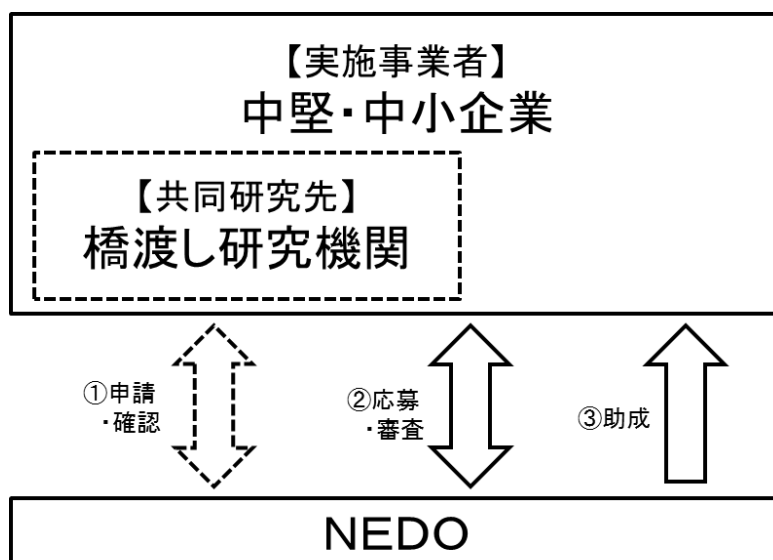 【実施事業者】
中堅・中小企業
【共同研究先】
橋渡し研究機関
①申請
・確認
②応募
・審査
③助成
NEDO